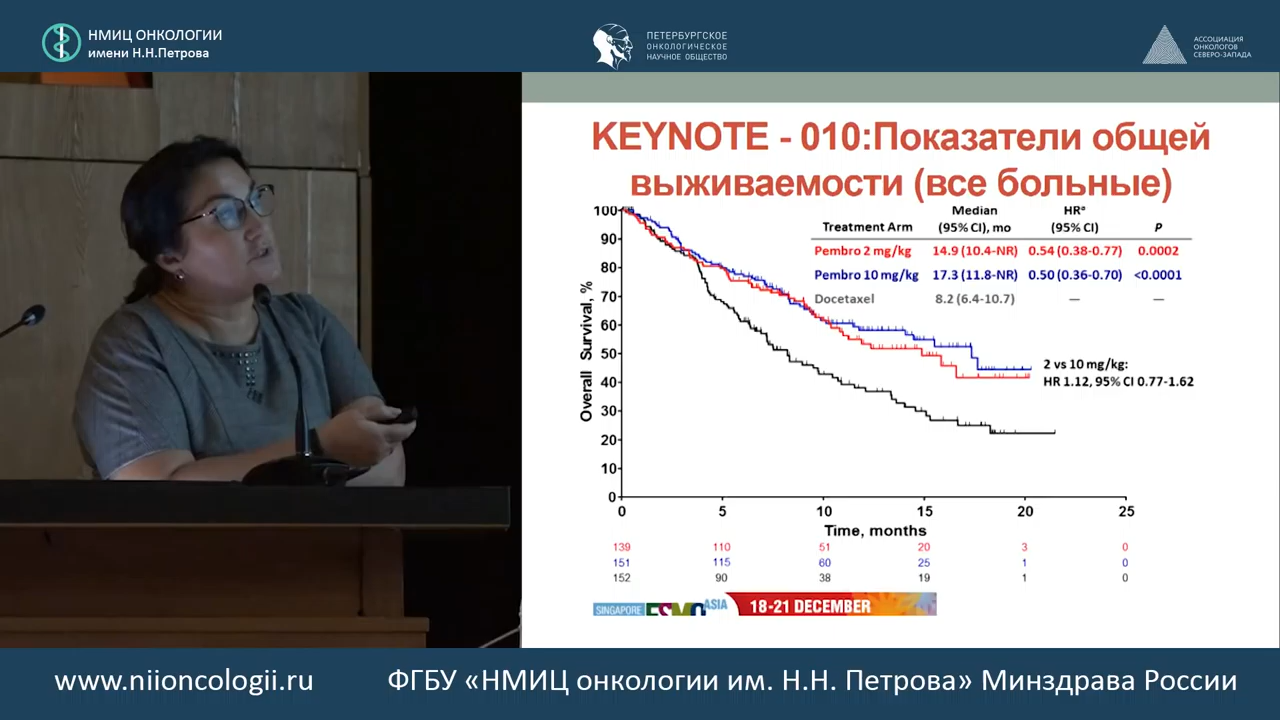 НМИЦ ОНКОЛОГИИ
имени Н.Н.Петрова
ПЕТЕРБУРГСКОЕ
ОНКОЛОГИЧЕСКОЕ
НАУЧНОЕ ОБЩЕСТВО
АССОЦИАЦИЯ
ОНКОЛОГОВ
СЕВЕРО-ЗАПАДА
KEYNOTE - 010:Показатели общей
выживаемости (все больные)
Median HRª
Treatment Arm (95% CI), mo (95% CI) P
Pembro 2 mg/kg 14.9 (10.4-NR) 0.54 (0.38-0.77) 0.0002
Pembro 10 mg/kg 17.3 (11.8-NR) 0.50 (0.36-0.70) <0.0001
Docetaxel 8.2 (6.4-10.7) — —
100
90
80
70
60
50
40
30
20
10
0
Overall Survival, %
2 vs 10 mg/kg:
HR 1.12, 95% CI 0.77-1.62
0 5 10 15 20 25
Time, months
139 110 51 20 3 0
151 115 60 25 1 0
152 90 38 19 1 0
SINGAPORE ESMO ASIA 18-21 DECEMBER
www.niioncologii.ru ФГБУ «НМИЦ онкологии им. Н.Н. Петрова» Минздрава России